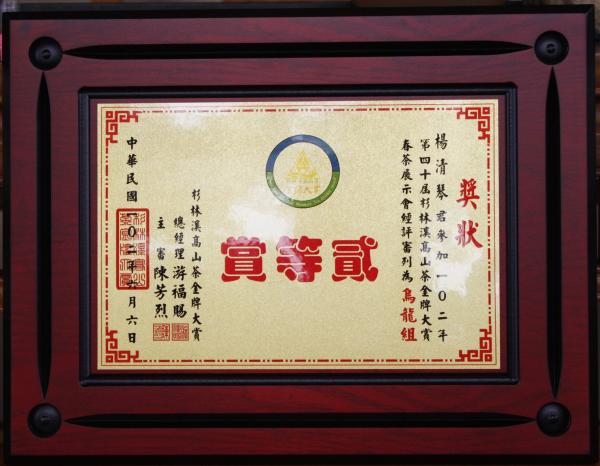 獎狀
楊清琴君參加一〇二年
第四十屆杉林溪高山茶金牌大賞
春茶展示會經評審列為烏龍組
貳等賞
杉林溪高山茶金牌大賞
總經理 游福賜
主審 陳芳烈
中華民國一〇二年 月六日